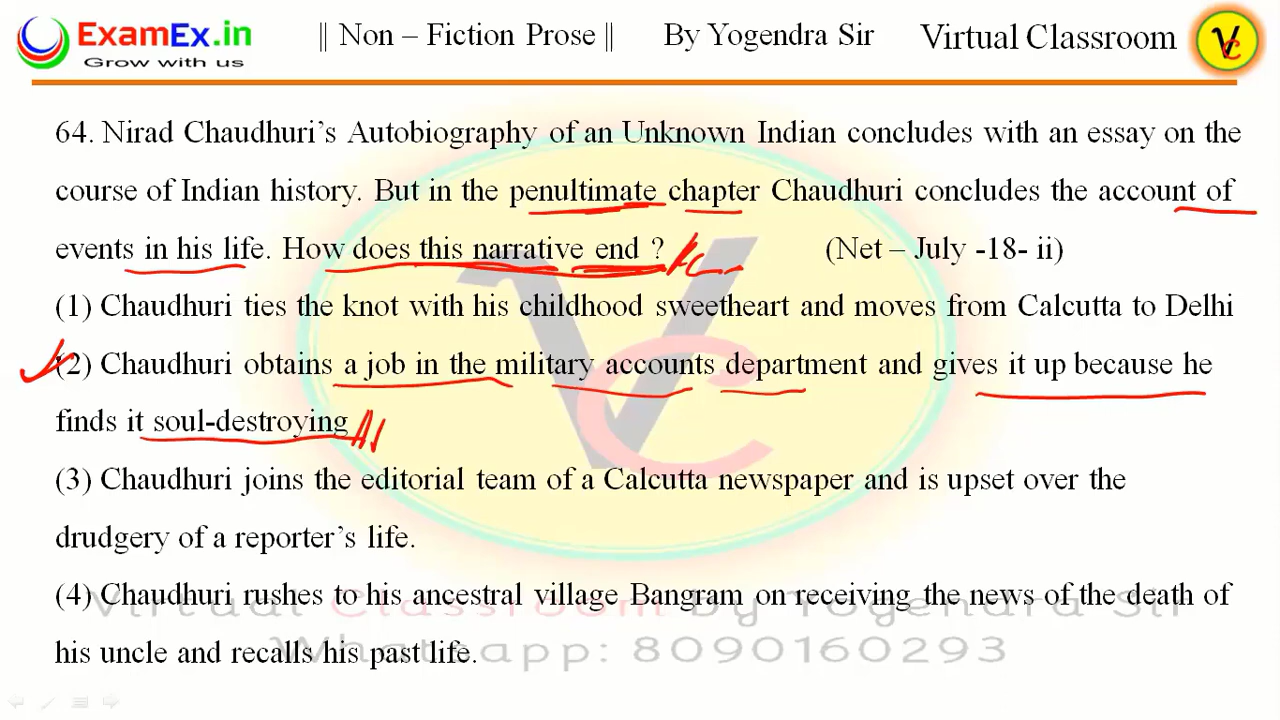 ExamEx.in || Non – Fiction Prose || By Yogendra Sir Virtual Classroom
Grow with us
64. Nirad Chaudhuri's Autobiography of an Unknown Indian concludes with an essay on the
course of Indian history. But in the penultimate chapter Chaudhuri concludes the account of
events in his life. How does this narrative end ? (Net – July -18- ii)
(1) Chaudhuri ties the knot with his childhood sweetheart and moves from Calcutta to Delhi
(2) Chaudhuri obtains a job in the military accounts department and gives it up because he
finds it soul-destroying
(3) Chaudhuri joins the editorial team of a Calcutta newspaper and is upset over the
drudgery of a reporter's life.
(4) Chaudhuri rushes to his ancestral village Bangram on receiving the news of the death of
his uncle and recalls his past life.
Virtual Classroom by Yogendra Sir
Whatsapp: 8090160293